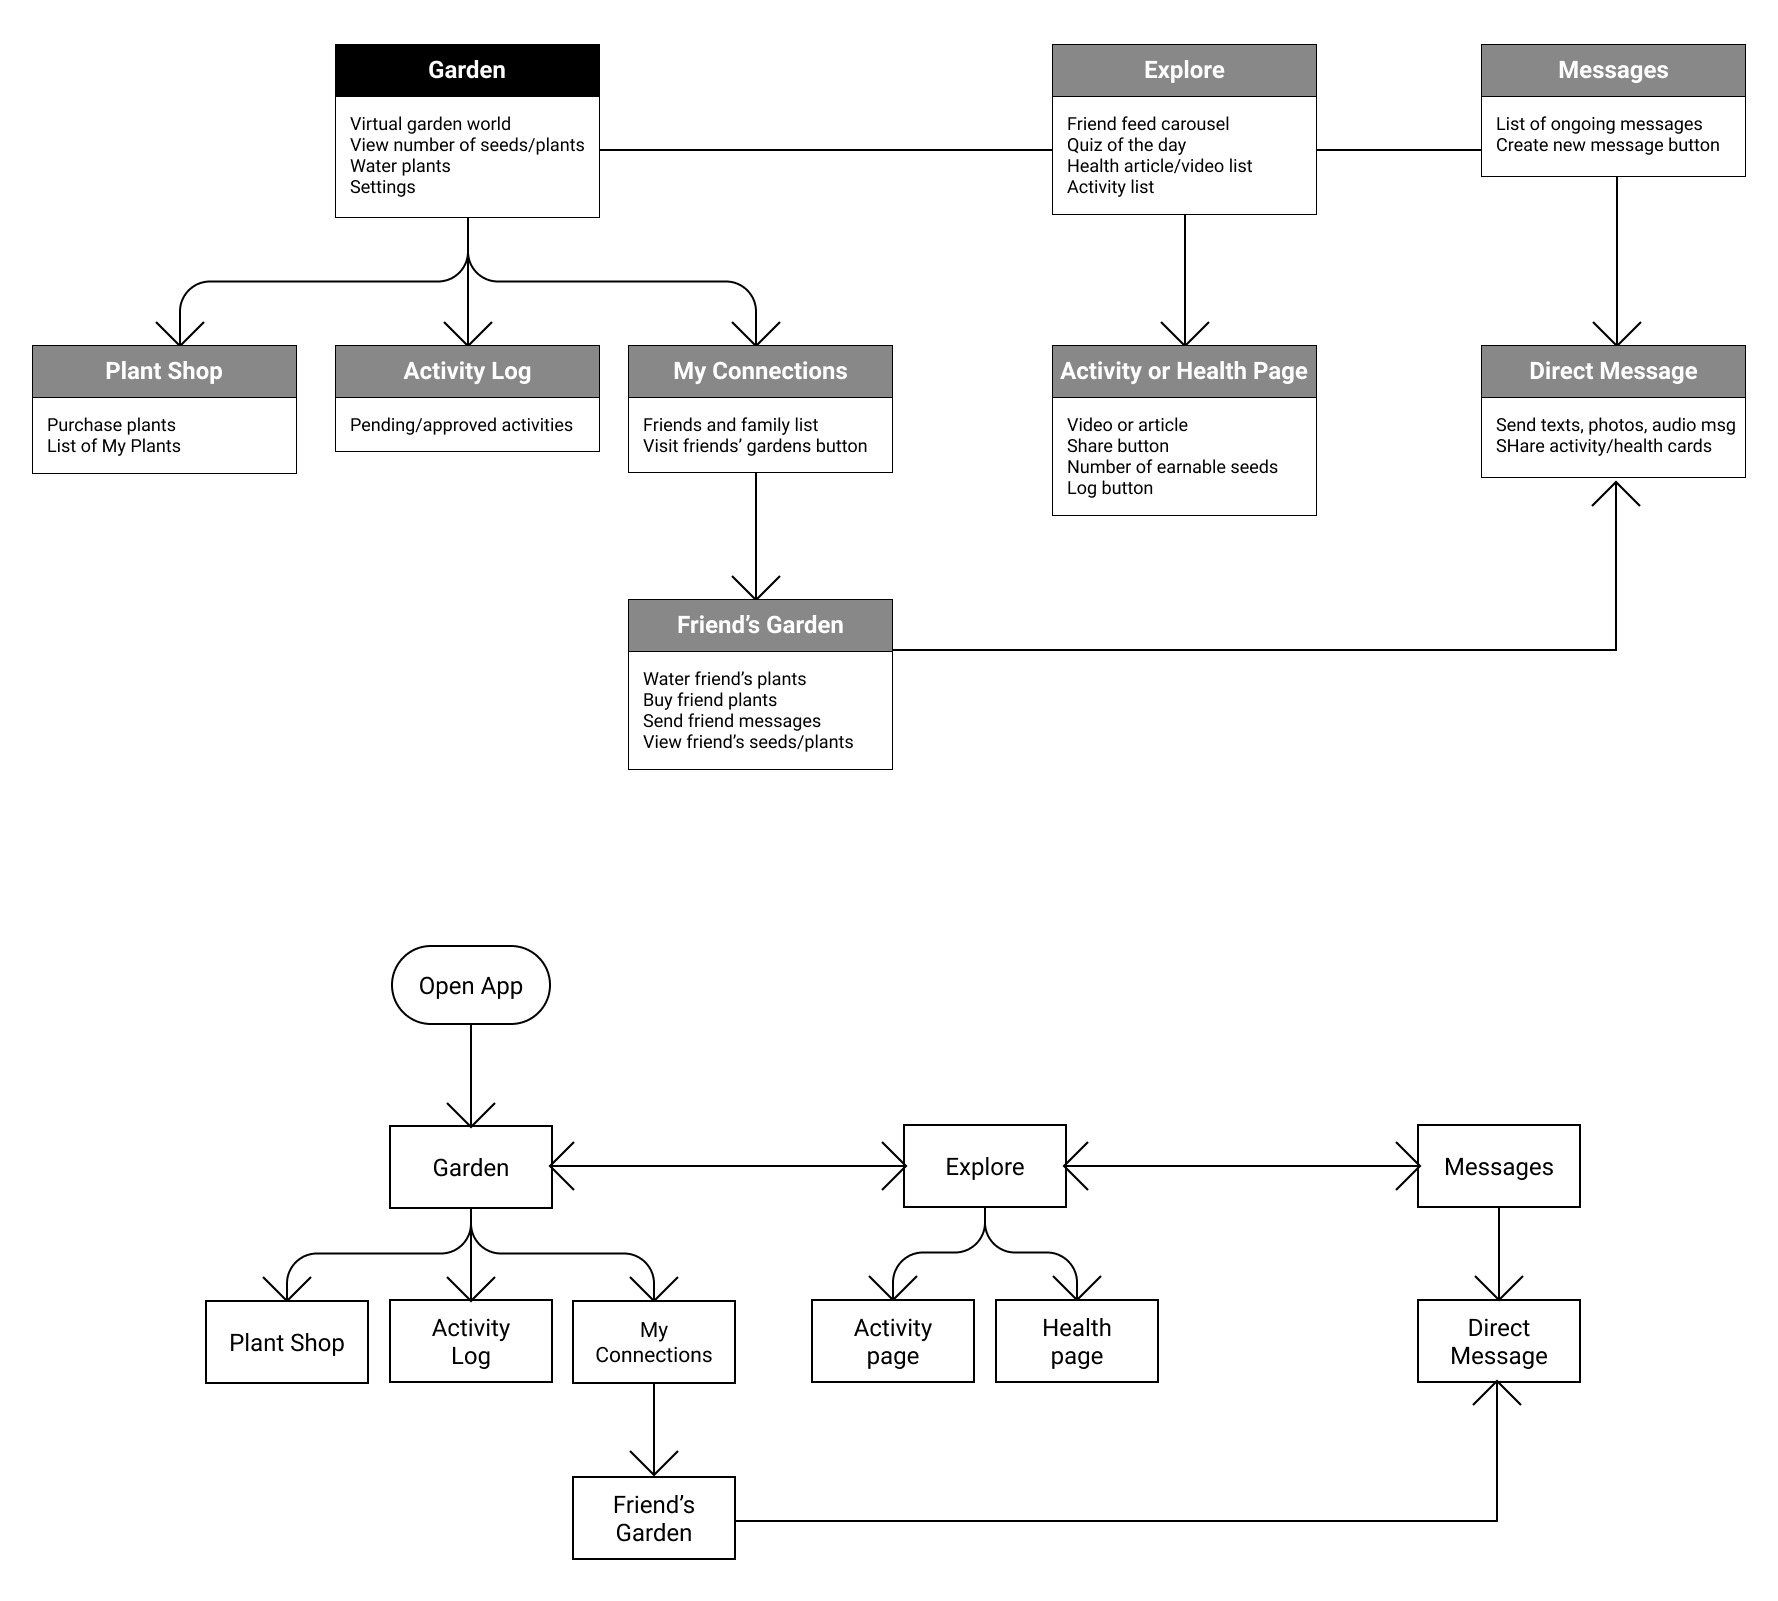 Garden
Virtual garden world
View number of seeds/plants
Water plants
Settings
Explore
Friend feed carousel
Quiz of the day
Health article/video list
Activity list
Messages
List of ongoing messages
Create new message button
Plant Shop
Purchase plants
List of My Plants
Activity Log
Pending/approved activities
My Connections
Friends and family list
Visit friends’ gardens button
Activity or Health Page
Video or article
Share button
Number of earnable seeds
Log button
Direct Message
Send texts, photos, audio msg
SHare activity/health cards
Friend’s Garden
Water friend’s plants
Buy friend plants
Send friend messages
View friend’s seeds/plants
Open App
Garden
Explore
Messages
Plant Shop
Activity
Log
My
Connections
Activity
page
Health
page
Direct
Message
Friend’s
Garden